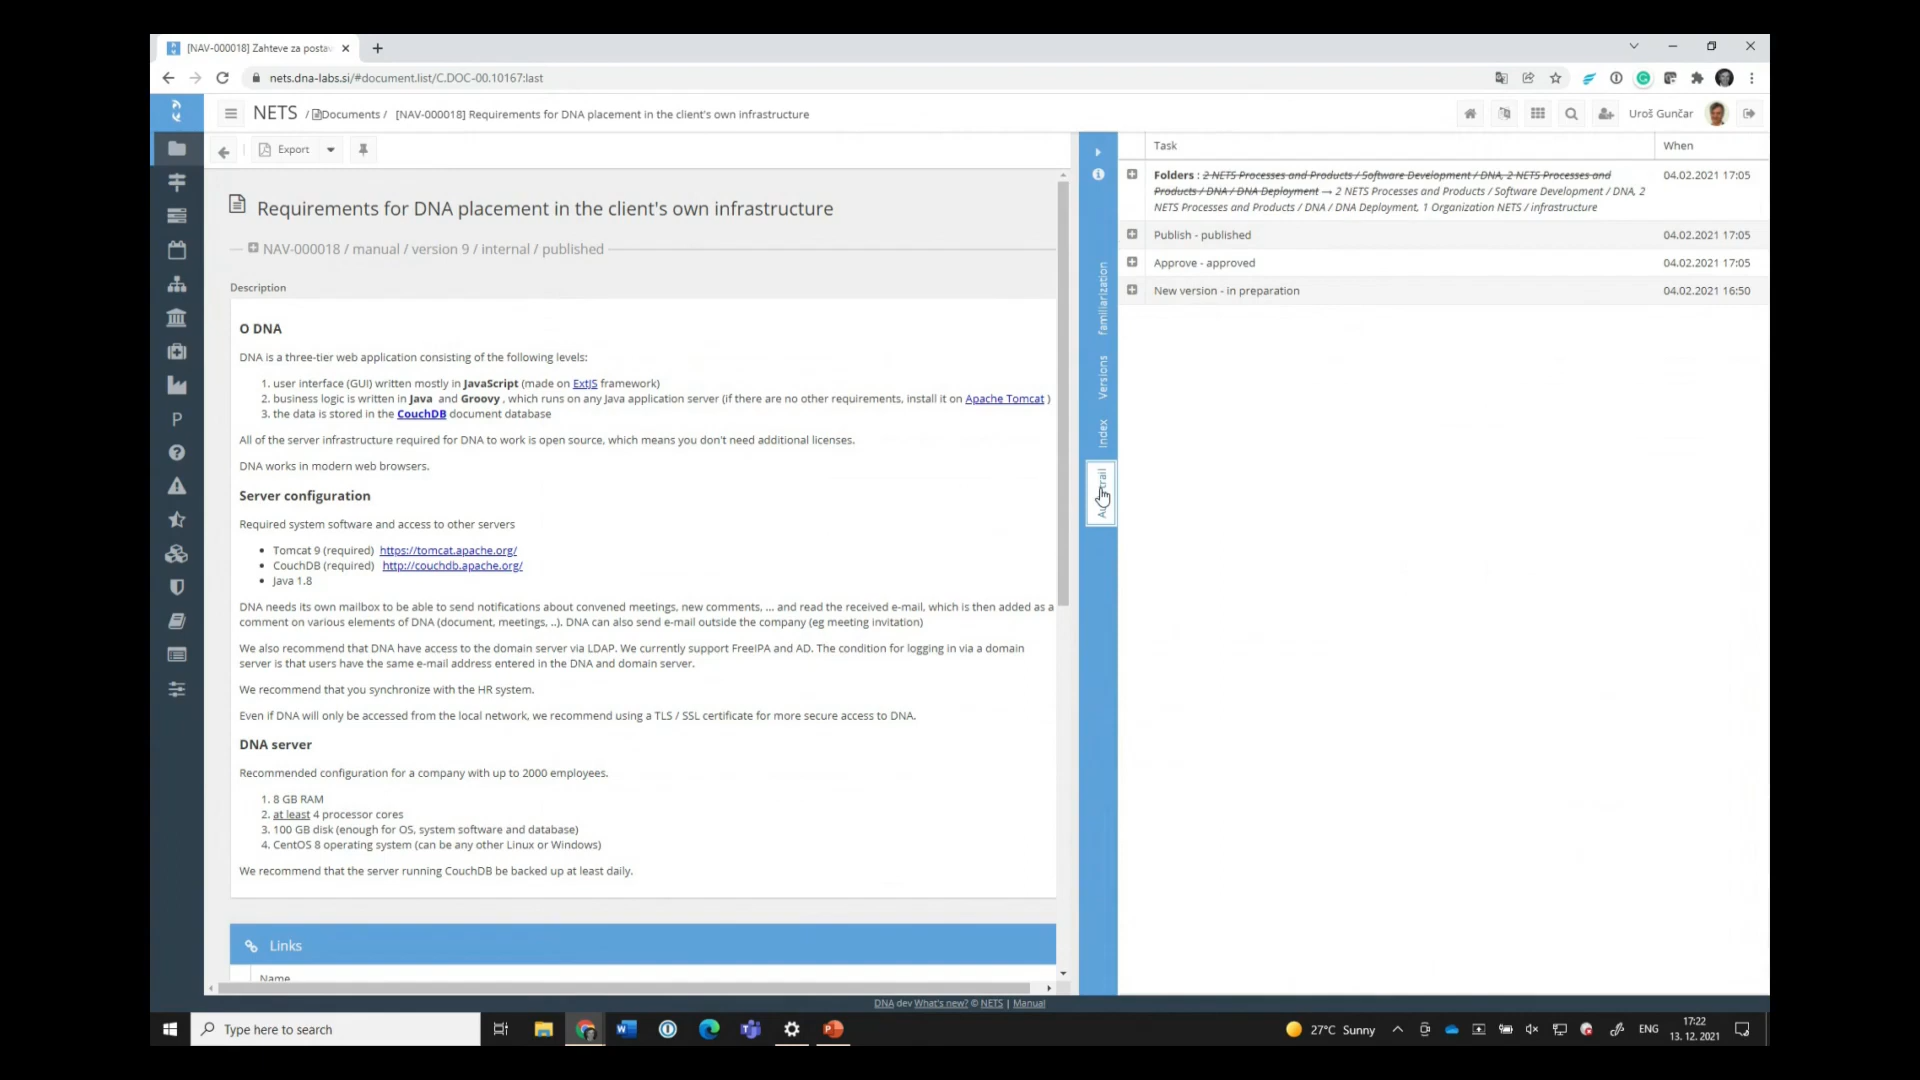 [NAV-000018] Zahteve za posta
nets.dna-labs.si/#document.list/C.DOC-00.10167:last
NETS / Documents / [NAV-000018] Requirements for DNA placement in the client's own infrastructure
Uroš Gunčar
Export
Requirements for DNA placement in the client's own infrastructure
NAV-000018 / manual / version 9 / internal / published
Description
O DNA
DNA is a three-tier web application consisting of the following levels:
1. user interface (GUI) written mostly in JavaScript (made on ExtJS framework)
2. business logic is written in Java and Groovy , which runs on any Java application server (if there are no other requirements, install it on Apache Tomcat )
3. the data is stored in the CouchDB document database
All of the server infrastructure required for DNA to work is open source, which means you don't need additional licenses.
DNA works in modern web browsers.
Server configuration
Required system software and access to other servers
• Tomcat 9 (required) https://tomcat.apache.org/
• CouchDB (required) http://couchdb.apache.org/
• Java 1.8
DNA needs its own mailbox to be able to send notifications about convened meetings, new comments, ... and read the received e-mail, which is then added as a
comment on various elements of DNA (document, meetings, ..). DNA can also send e-mail outside the company (eg meeting invitation)
We also recommend that DNA have access to the domain server via LDAP. We currently support FreeIPA and AD. The condition for logging in via a domain
server is that users have the same e-mail address entered in the DNA and domain server.
We recommend that you synchronize with the HR system.
Even if DNA will only be accessed from the local network, we recommend using a TLS / SSL certificate for more secure access to DNA.
DNA server
Recommended configuration for a company with up to 2000 employees.
1. 8 GB RAM
2. at least 4 processor cores
3. 100 GB disk (enough for OS, system software and database)
4. CentOS 8 operating system (can be any other Linux or Windows)
We recommend that the server running CouchDB be backed up at least daily.
Links
Name
familiarization
Versions
Index
trail
Task When
Folders : 2 NETS Processes and Products / Software Development / DNA, 2 NETS Processes and 04.02.2021 17:05
Products / DNA / DNA Deployment → 2 NETS Processes and Products / Software Development / DNA, 2
NETS Processes and Products / DNA / DNA Deployment, 1 Organization NETS / infrastructure
Publish - published 04.02.2021 17:05
Approve - approved 04.02.2021 17:05
New version - in preparation 04.02.2021 16:50
P
DNA dev What's new? © NETS | Manual
Type here to search
27°C Sunny
ENG
17:22
13. 12. 2021